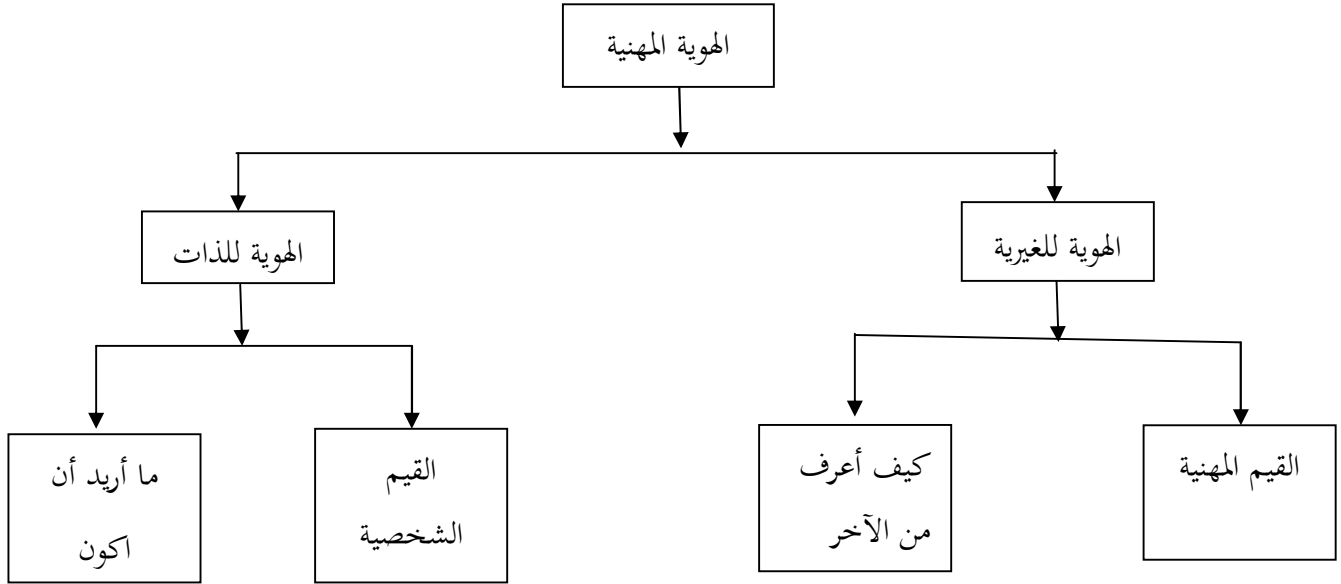 الهوية المهنية
الهوية للغيرية
الهوية للذات
القيم المهنية
كيف أعرف
من الآخر
القيم
الشخصية
ما أريد أن
اكون